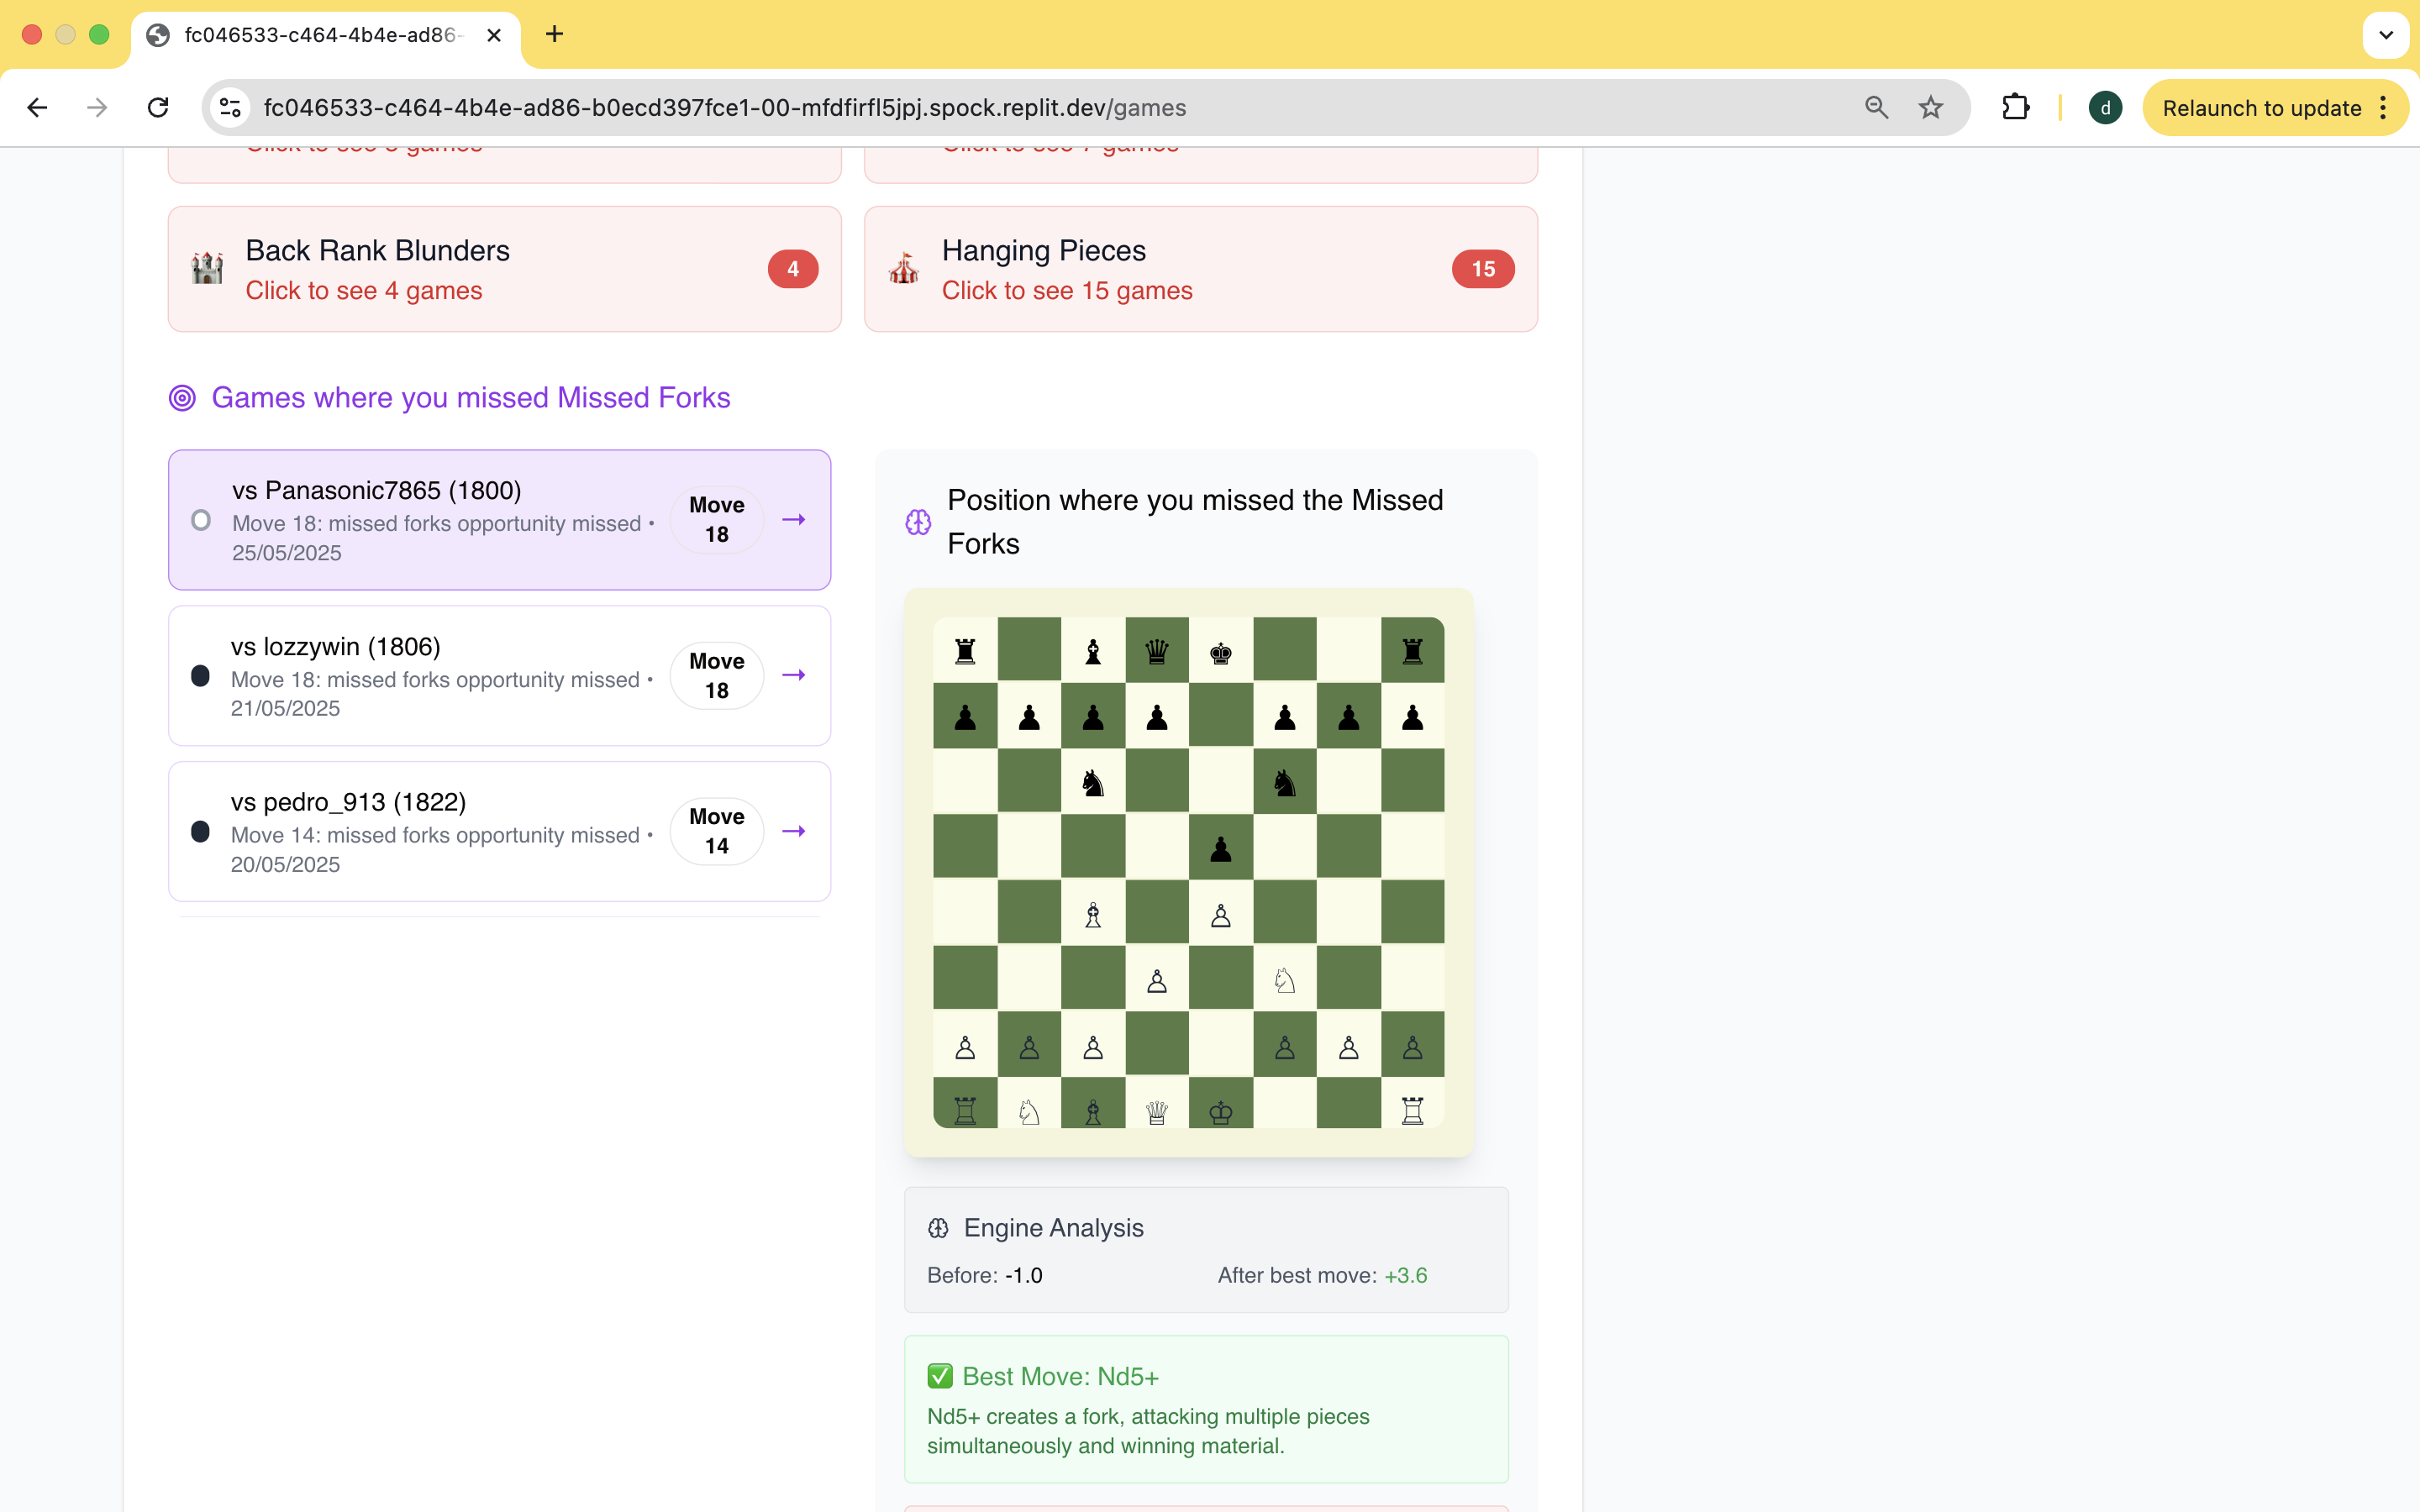 fc046533-c464-4b4e-ad86-
fc046533-c464-4b4e-ad86-b0ecd397fce1-00-mfdfirfl5jpj.spock.replit.dev/games
d
Relaunch to update
Back Rank Blunders
Click to see 4 games
4
Hanging Pieces
Click to see 15 games
15
Games where you missed Missed Forks
vs Panasonic7865 (1800)
Move 18: missed forks opportunity missed •
25/05/2025
Move
18
vs lozzywin (1806)
Move 18: missed forks opportunity missed •
21/05/2025
Move
18
vs pedro_913 (1822)
Move 14: missed forks opportunity missed •
20/05/2025
Move
14
Position where you missed the Missed
Forks
Engine Analysis
Before: -1.0
After best move: +3.6
✅ Best Move: Nd5+
Nd5+ creates a fork, attacking multiple pieces
simultaneously and winning material.